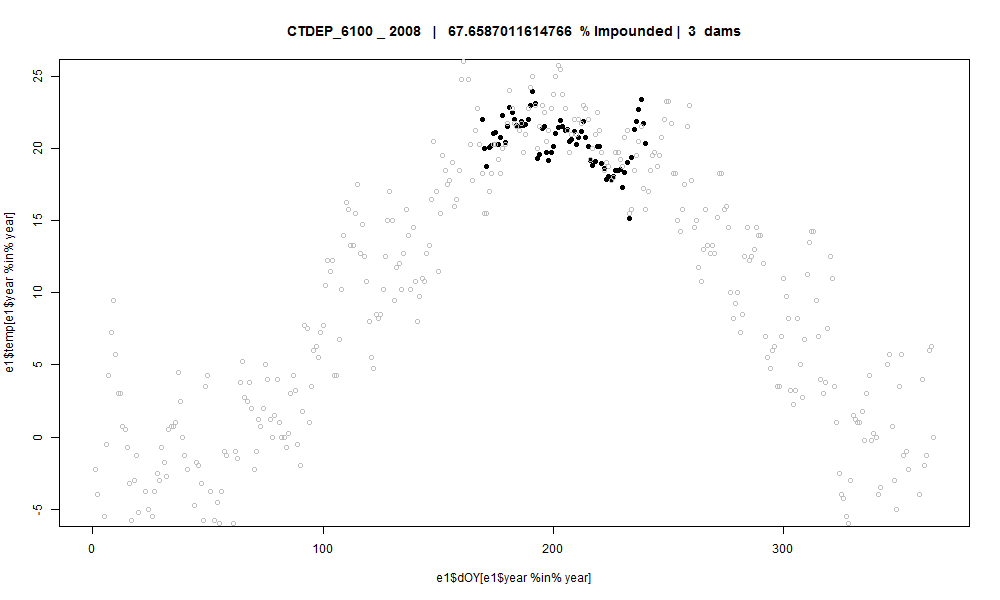 CTDEP_6100 _ 2008 | 67.6587011614766 % Impounded | 3 dams
25
20
15
10
5
0
-5
e1$temp[e1$year %in% year]
0 100 200 300
e1$dOY[e1$year %in% year]